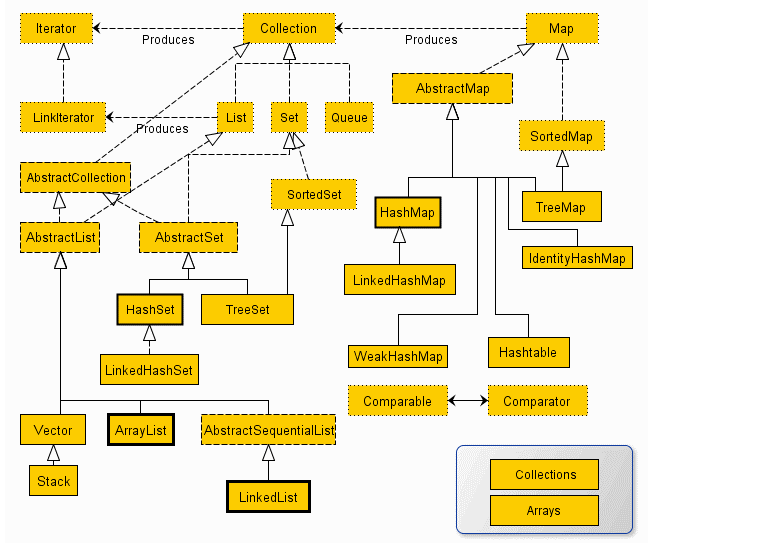 Iterator
Collection
Map
Produces
Produces
AbstractMap
LinkIterator
List
Set
Queue
Produces
SortedMap
AbstractCollection
SortedSet
HashMap
TreeMap
AbstractList
AbstractSet
IdentityHashMap
LinkedHashMap
HashSet
TreeSet
WeakHashMap
Hashtable
LinkedHashSet
Comparable
Comparator
Vector
ArrayList
AbstractSequentialList
Stack
LinkedList
Collections
Arrays